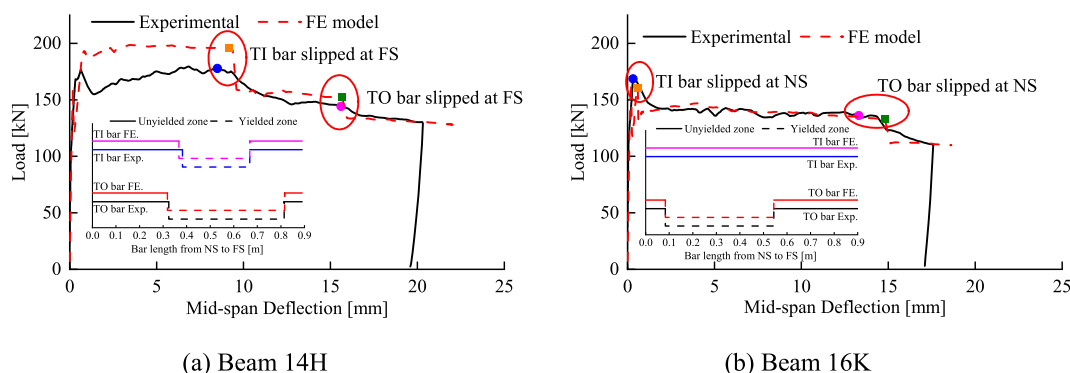 Experimental FE model
TI bar slipped at FS
TO bar slipped at FS
Unyielded zone Yielded zone
TI bar FE.
TI bar Exp.
TO bar FE.
TO bar Exp.
0.0 0.1 0.2 0.3 0.4 0.5 0.6 0.7 0.8 0.9
Bar length from NS to FS [m]
Load [kN]
200
150
100
50
0
0 5 10 15 20 25
Mid-span Deflection [mm]
(a) Beam 14H
Experimental FE model
TI bar slipped at NS
TO bar slipped at NS
Unyielded zone Yielded zone
TI bar FE.
TI bar Exp.
TO bar FE.
TO bar Exp.
0.0 0.1 0.2 0.3 0.4 0.5 0.6 0.7 0.8 0.9
Bar length from NS to FS [m]
Load [kN]
200
150
100
50
0
0 5 10 15 20 25
Mid-span Deflection [mm]
(b) Beam 16K